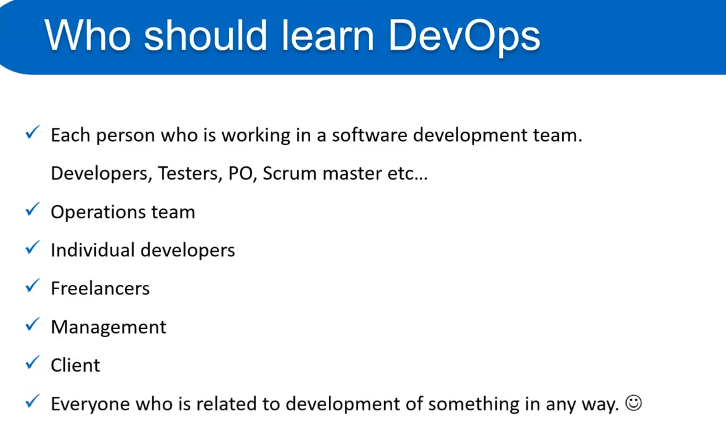 Who should learn DevOps
✓ Each person who is working in a software development team.
Developers, Testers, PO, Scrum master etc...
✓ Operations team
✓ Individual developers
✓ Freelancers
✓ Management
✓ Client
✓ Everyone who is related to development of something in any way. ☺